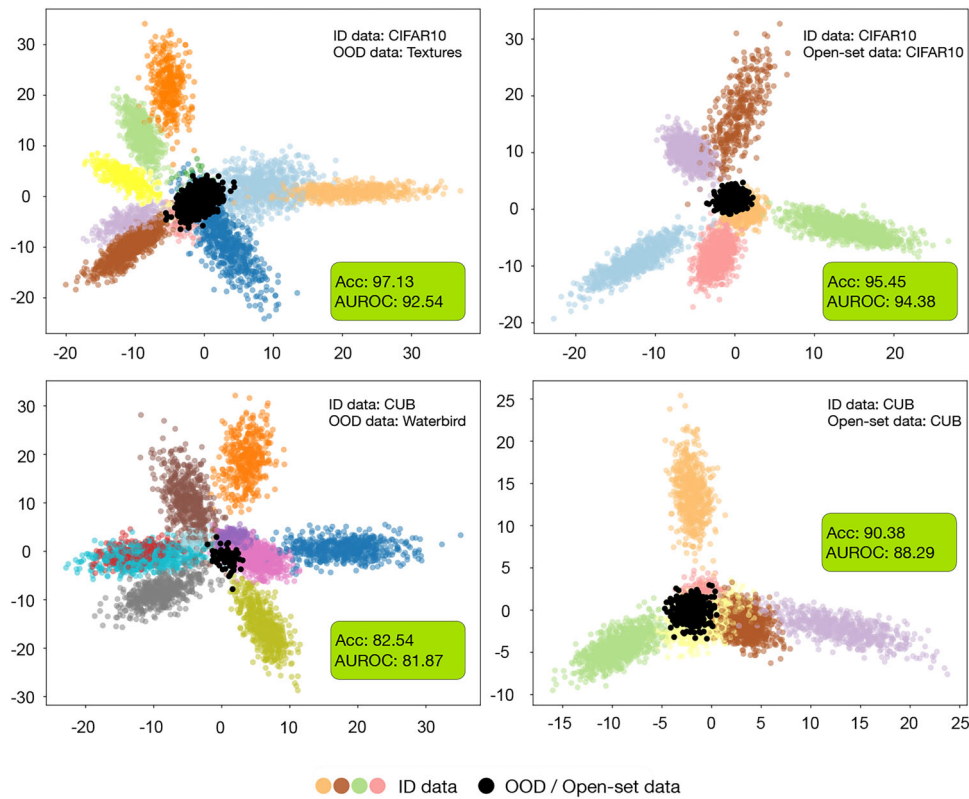 ID data: CIFAR10
OOD data: Textures
30
20
10
0
-10
-20
Acc: 97.13
AUROC: 92.54
-20
-10
0
10
20
30
ID data: CIFAR10
Open-set data: CIFAR10
30
20
10
0
-10
-20
Acc: 95.45
AUROC: 94.38
-20
-10
0
10
20
ID data: CUB
OOD data: Waterbird
30
20
10
0
-10
-20
-30
Acc: 82.54
AUROC: 81.87
-20
-10
0
10
20
30
ID data: CUB
Open-set data: CUB
25
20
15
10
5
0
-5
-10
Acc: 90.38
AUROC: 88.29
-15
-10
-5
0
5
10
15
20
25
ID data
OOD / Open-set data